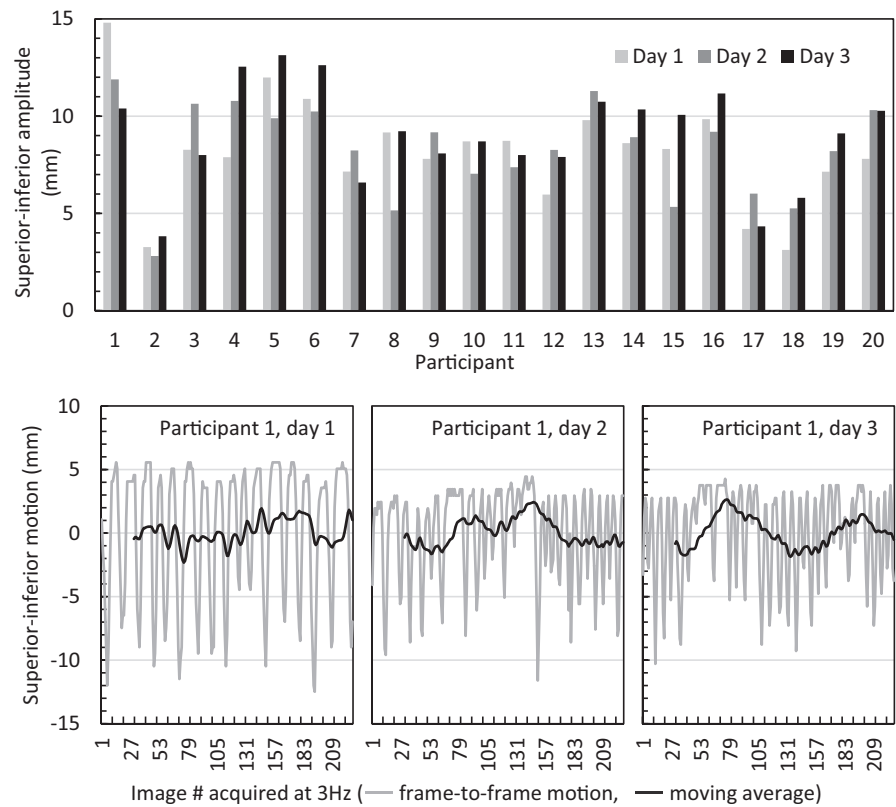 Superior-inferior amplitude
(mm)
15
10
5
0
Day 1 Day 2 Day 3
1 2 3 4 5 6 7 8 9 10 11 12 13 14 15 16 17 18 19 20
Participant
Superior-inferior motion (mm)
10
5
0
-5
-10
-15
Participant 1, day 1
Participant 1, day 2
Participant 1, day 3
1 27 53 79 105 131 157 183 209
1 27 53 79 105 131 157 183 209
1 27 53 79 105 131 157 183 209
Image # acquired at 3Hz ( frame-to-frame motion, moving average)